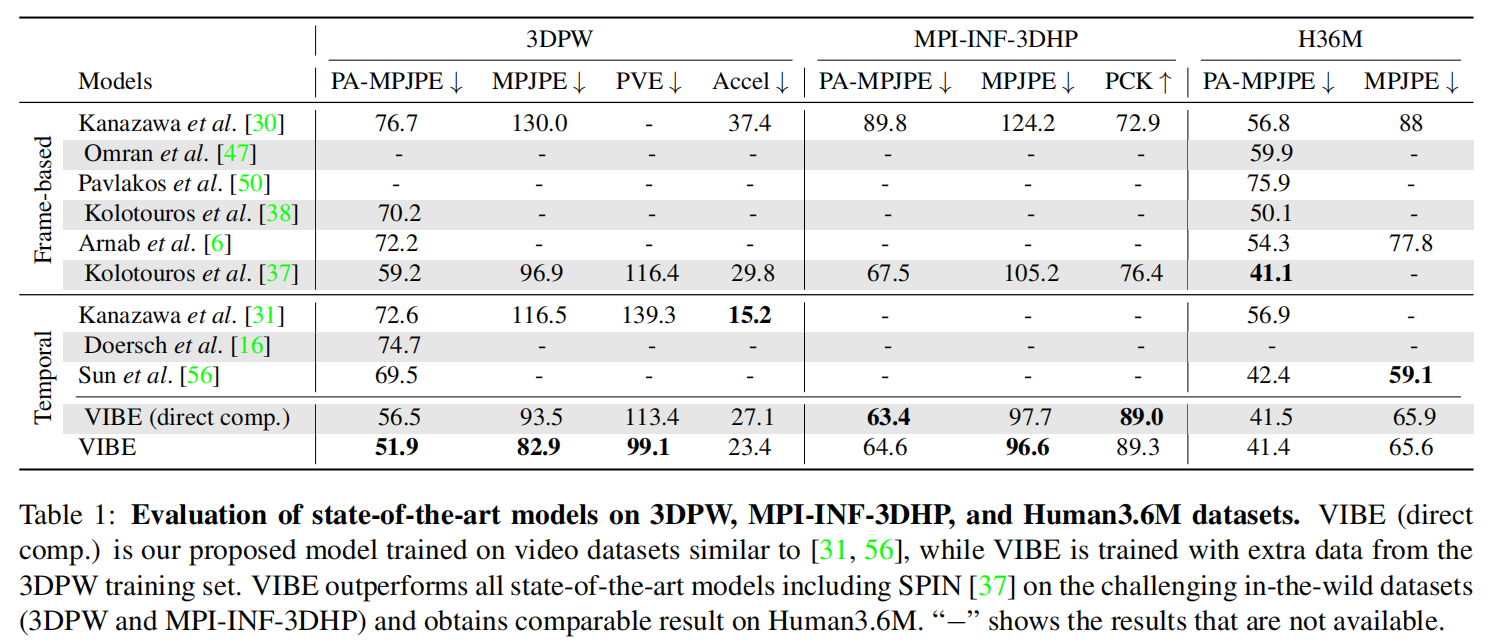 3DPW MPI-INF-3DHP H36M
Models PA-MPJPE ↓ MPJPE ↓ PVE ↓ Accel ↓ PA-MPJPE ↓ MPJPE ↓ PCK ↑ PA-MPJPE ↓ MPJPE ↓
Frame-based
Kanazawa et al. [30] 76.7 130.0 - 37.4 89.8 124.2 72.9 56.8 88
Omran et al. [47] - - - - - - - 59.9 -
Pavlakos et al. [50] - - - - - - - 75.9 -
Kolotouros et al. [38] 70.2 - - - - - - 50.1 -
Arnab et al. [6] 72.2 - - - - - - 54.3 77.8
Kolotouros et al. [37] 59.2 96.9 116.4 29.8 67.5 105.2 76.4 41.1 -
Temporal
Kanazawa et al. [31] 72.6 116.5 139.3 15.2 - - - 56.9 -
Doersch et al. [16] 74.7 - - - - - - - -
Sun et al. [56] 69.5 - - - - - - 42.4 59.1
VIBE (direct comp.) 56.5 93.5 113.4 27.1 63.4 97.7 89.0 41.5 65.9
VIBE 51.9 82.9 99.1 23.4 64.6 96.6 89.3 41.4 65.6
Table 1: Evaluation of state-of-the-art models on 3DPW, MPI-INF-3DHP, and Human3.6M datasets. VIBE (direct
comp.) is our proposed model trained on video datasets similar to [31, 56], while VIBE is trained with extra data from the
3DPW training set. VIBE outperforms all state-of-the-art models including SPIN [37] on the challenging in-the-wild datasets
(3DPW and MPI-INF-3DHP) and obtains comparable result on Human3.6M. “−” shows the results that are not available.